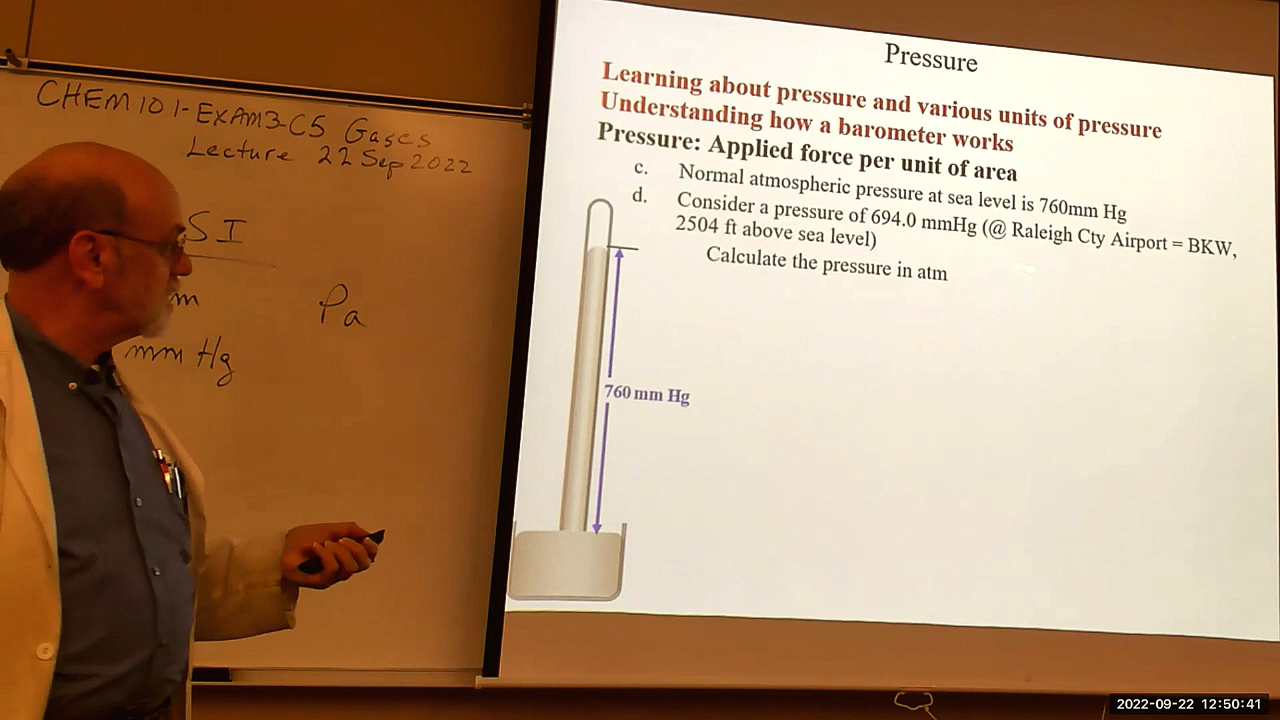 CHEM 101-EXAM3-C5 Gases
Lecture 22 Sep 2022
SI
m
Pa
mm Hg
Pressure
Learning about pressure and various units of pressure
Understanding how a barometer works
Pressure: Applied force per unit of area
c. Normal atmospheric pressure at sea level is 760mm Hg
d. Consider a pressure of 694.0 mmHg (@ Raleigh Cty Airport = BKW,
2504 ft above sea level)
Calculate the pressure in atm
760 mm Hg
2022-09-22 12:50:41